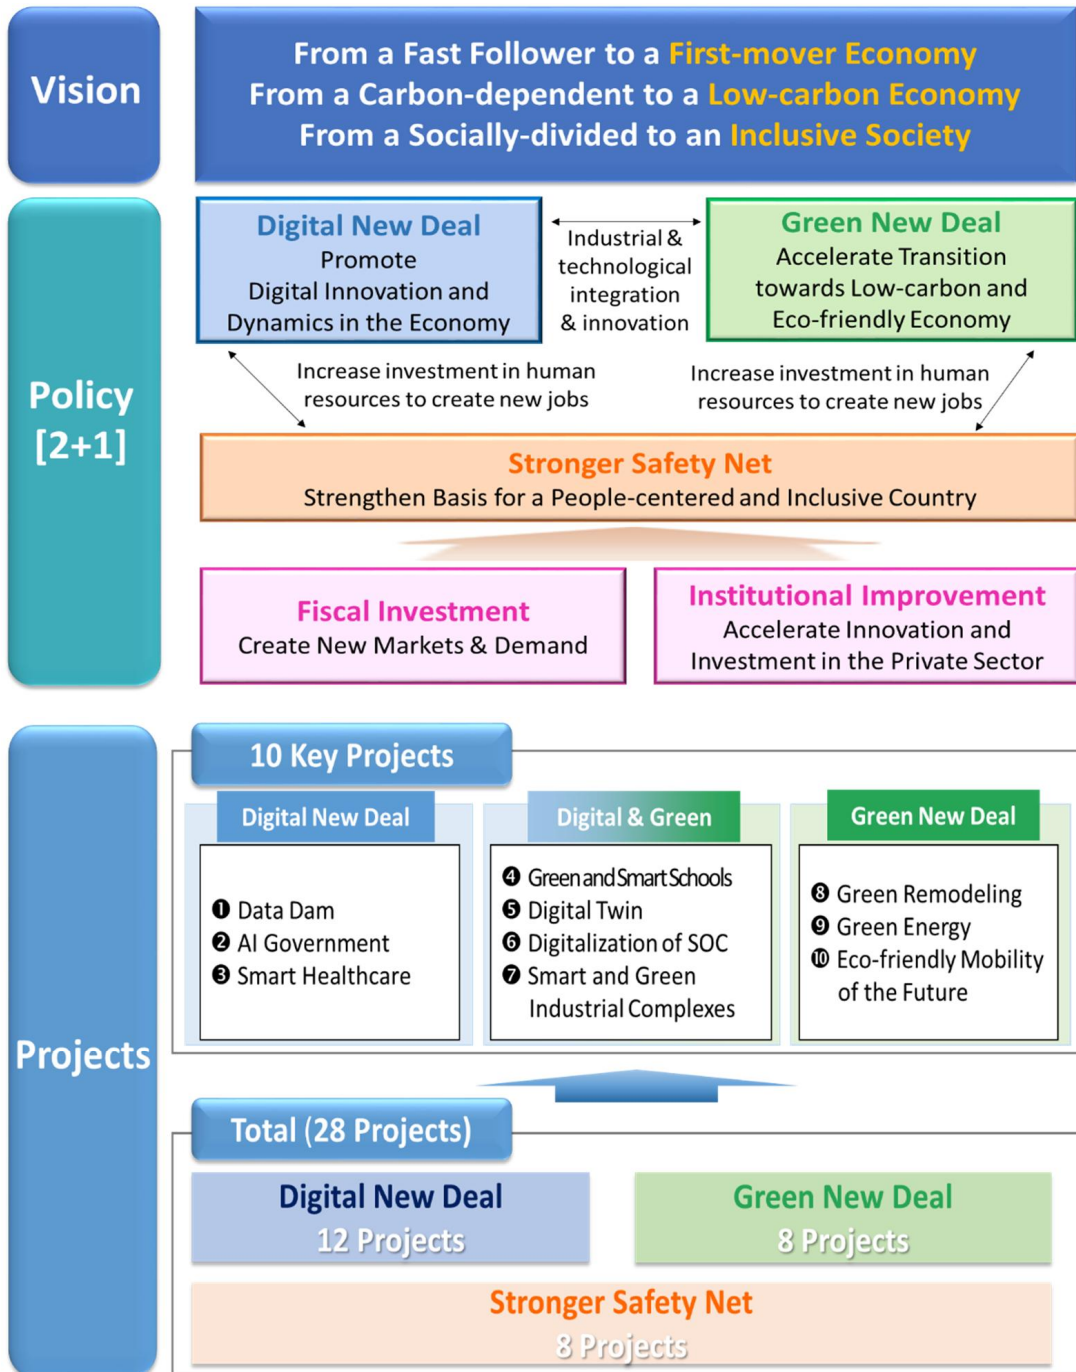 Vision
From a Fast Follower to a First-mover Economy
From a Carbon-dependent to a Low-carbon Economy
From a Socially-divided to an Inclusive Society
Policy
[2+1]
Digital New Deal
Promote
Digital Innovation and
Dynamics in the Economy
Industrial &
technological
integration
& innovation
Green New Deal
Accelerate Transition
towards Low-carbon and
Eco-friendly Economy
Increase investment in human
resources to create new jobs
Increase investment in human
resources to create new jobs
Stronger Safety Net
Strengthen Basis for a People-centered and Inclusive Country
Fiscal Investment
Create New Markets & Demand
Institutional Improvement
Accelerate Innovation and
Investment in the Private Sector
Projects
10 Key Projects
Digital New Deal
❶ Data Dam
❷ AI Government
❸ Smart Healthcare
Digital & Green
❹ Green and Smart Schools
❺ Digital Twin
❻ Digitalization of SOC
❼ Smart and Green
Industrial Complexes
Green New Deal
❽ Green Remodeling
❾ Green Energy
❿ Eco-friendly Mobility
of the Future
Total (28 Projects)
Digital New Deal
12 Projects
Green New Deal
8 Projects
Stronger Safety Net
8 Projects